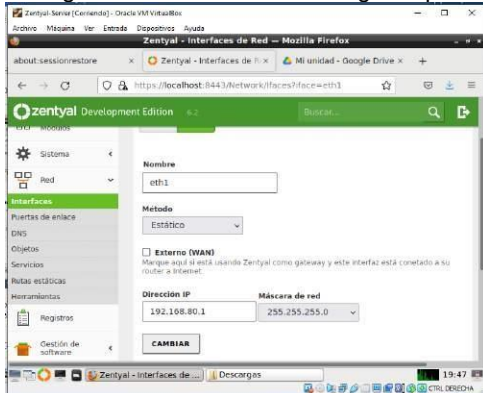 Zentyal-Server [Corriendo] - Oracle VM VirtualBox
Archivo Máquina Ver Entrada Dispositivos Ayuda
Zentyal - Interfaces de Red — Mozilla Firefox
about:sessionrestore
Zentyal - Interfaces de R
Mi unidad - Google Drive
https://localhost:8443/Network/Ifaces?iface=eth1
zentyal Development Edition 6.2
Buscar...
Módulos
Sistema
Red
Interfaces
Puertas de enlace
DNS
Objetos
Servicios
Rutas estáticas
Herramientas
Registros
Gestión de software
Nombre
eth1
Método
Estático
Externo (WAN)
Marque aquí si está usando Zentyal como gateway y este interfaz está conetado a su
router a Internet.
Dirección IP Máscara de red
192.168.80.1 255.255.255.0
CAMBIAR
Zentyal - Interfaces de ... Descargas
19:47
CTRL DERECHA